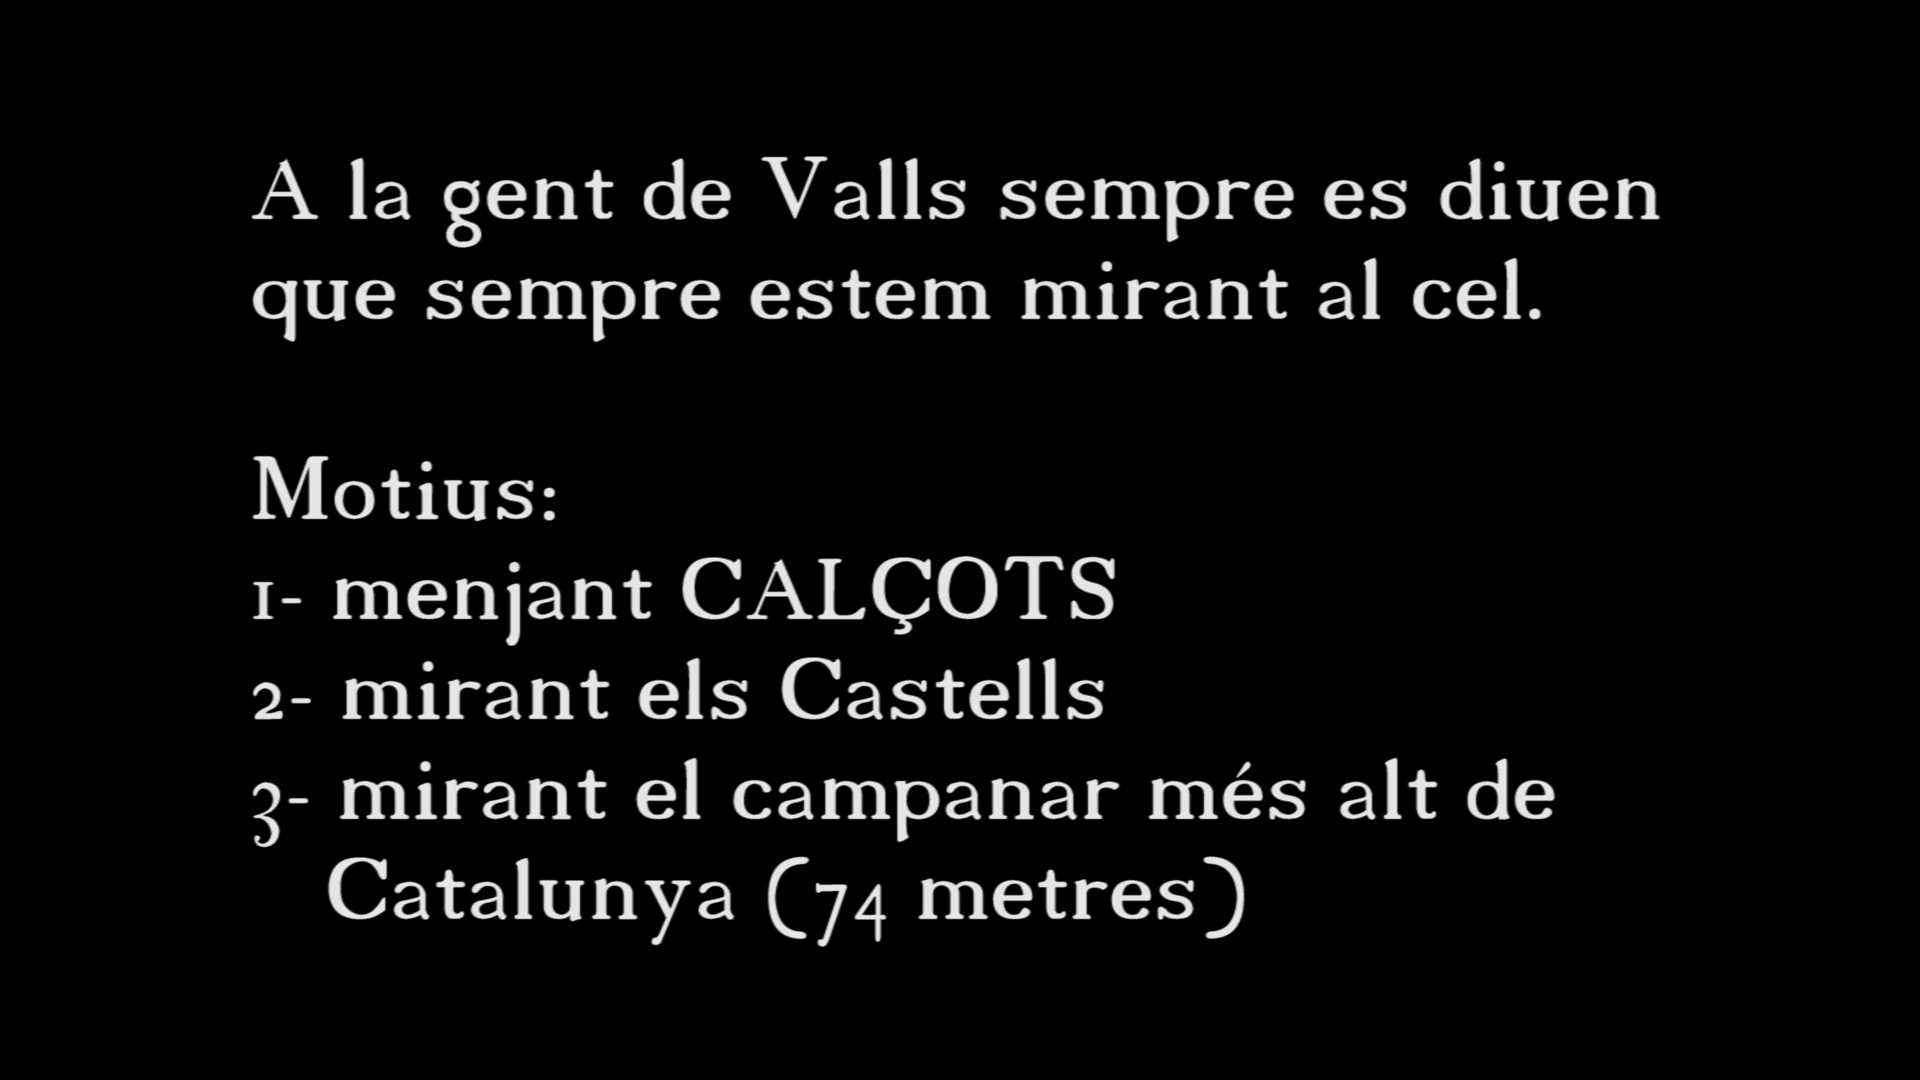 A la gent de Valls sempre es diuen
que sempre estem mirant al cel.
Motius:
1- menjant CALÇOTS
2- mirant els Castells
3- mirant el campanar més alt de
Catalunya (74 metres)